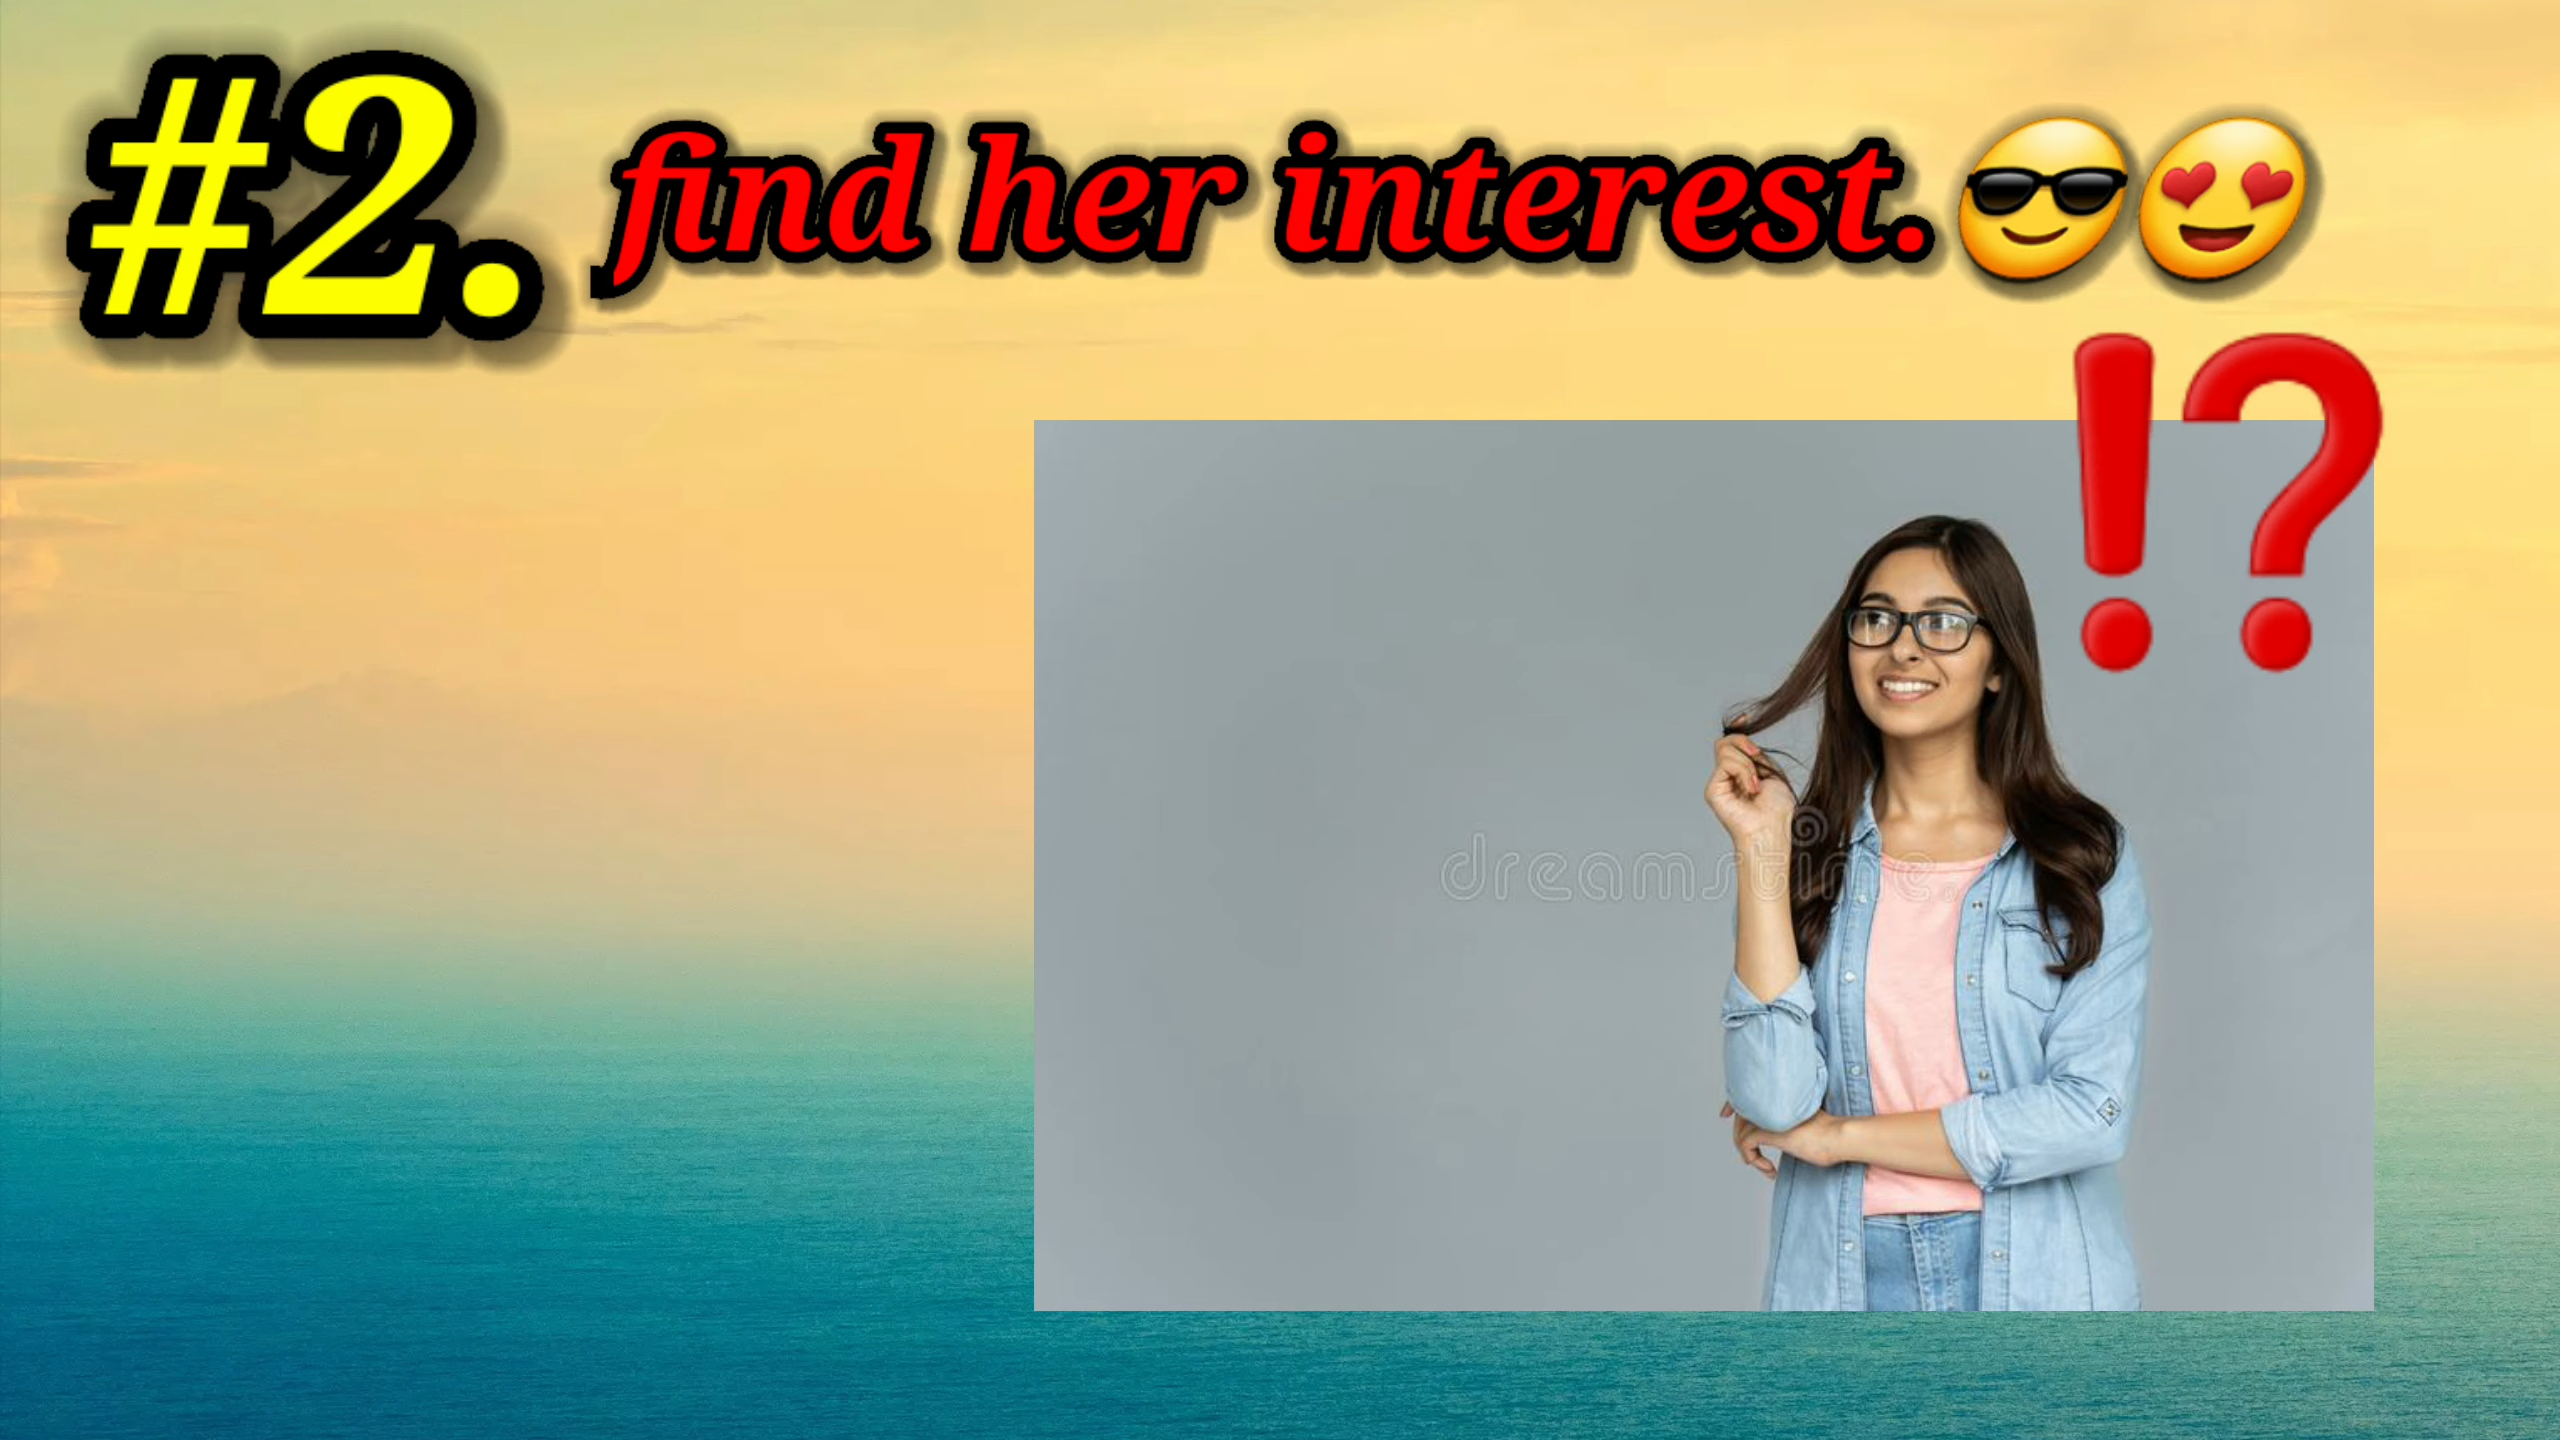 #2. find her interest.😎😍
⁉
dreamstime.